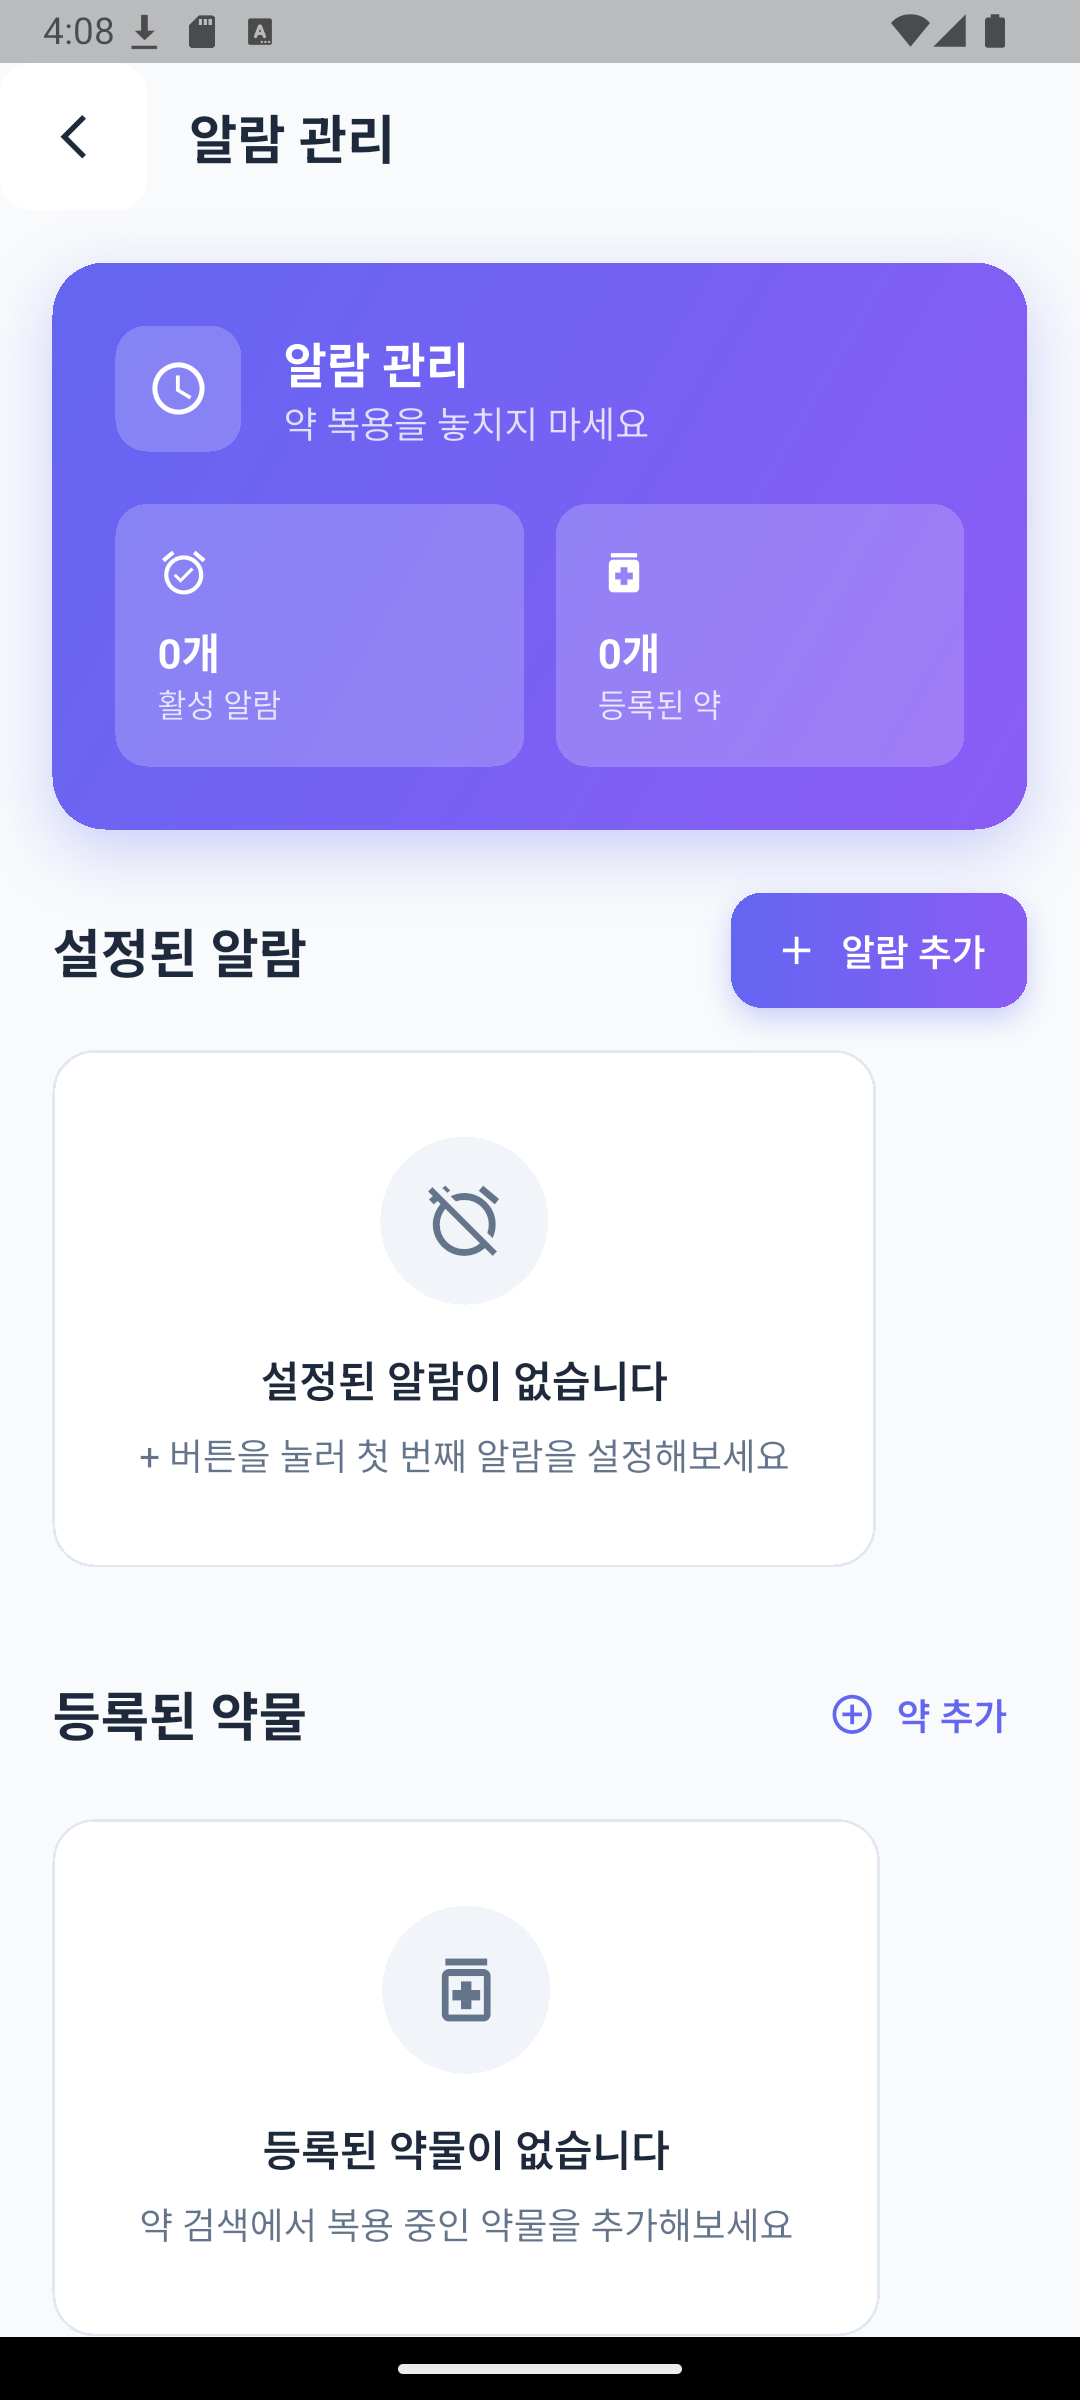 4:08
알람 관리
알람 관리
약 복용을 놓치지 마세요
0개
활성 알람
0개
등록된 약
설정된 알람
+ 알람 추가
설정된 알람이 없습니다
+ 버튼을 눌러 첫 번째 알람을 설정해보세요
등록된 약물
약 추가
등록된 약물이 없습니다
약 검색에서 복용 중인 약물을 추가해보세요